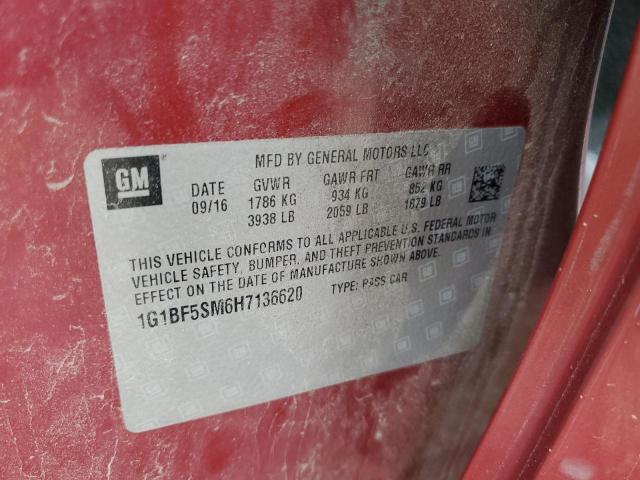 GM
MFD BY GENERAL MOTORS LLC
DATE GVWR GAWR FRT GAWR RR
09/16 1786 KG 934 KG 852 KG
3938 LB 2059 LB 1879 LB
THIS VEHICLE CONFORMS TO ALL APPLICABLE U.S. FEDERAL MOTOR
VEHICLE SAFETY, BUMPER, AND THEFT PREVENTION STANDARDS IN
EFFECT ON THE DATE OF MANUFACTURE SHOWN ABOVE.
1G1BF5SM6H7136620 TYPE: PASS CAR